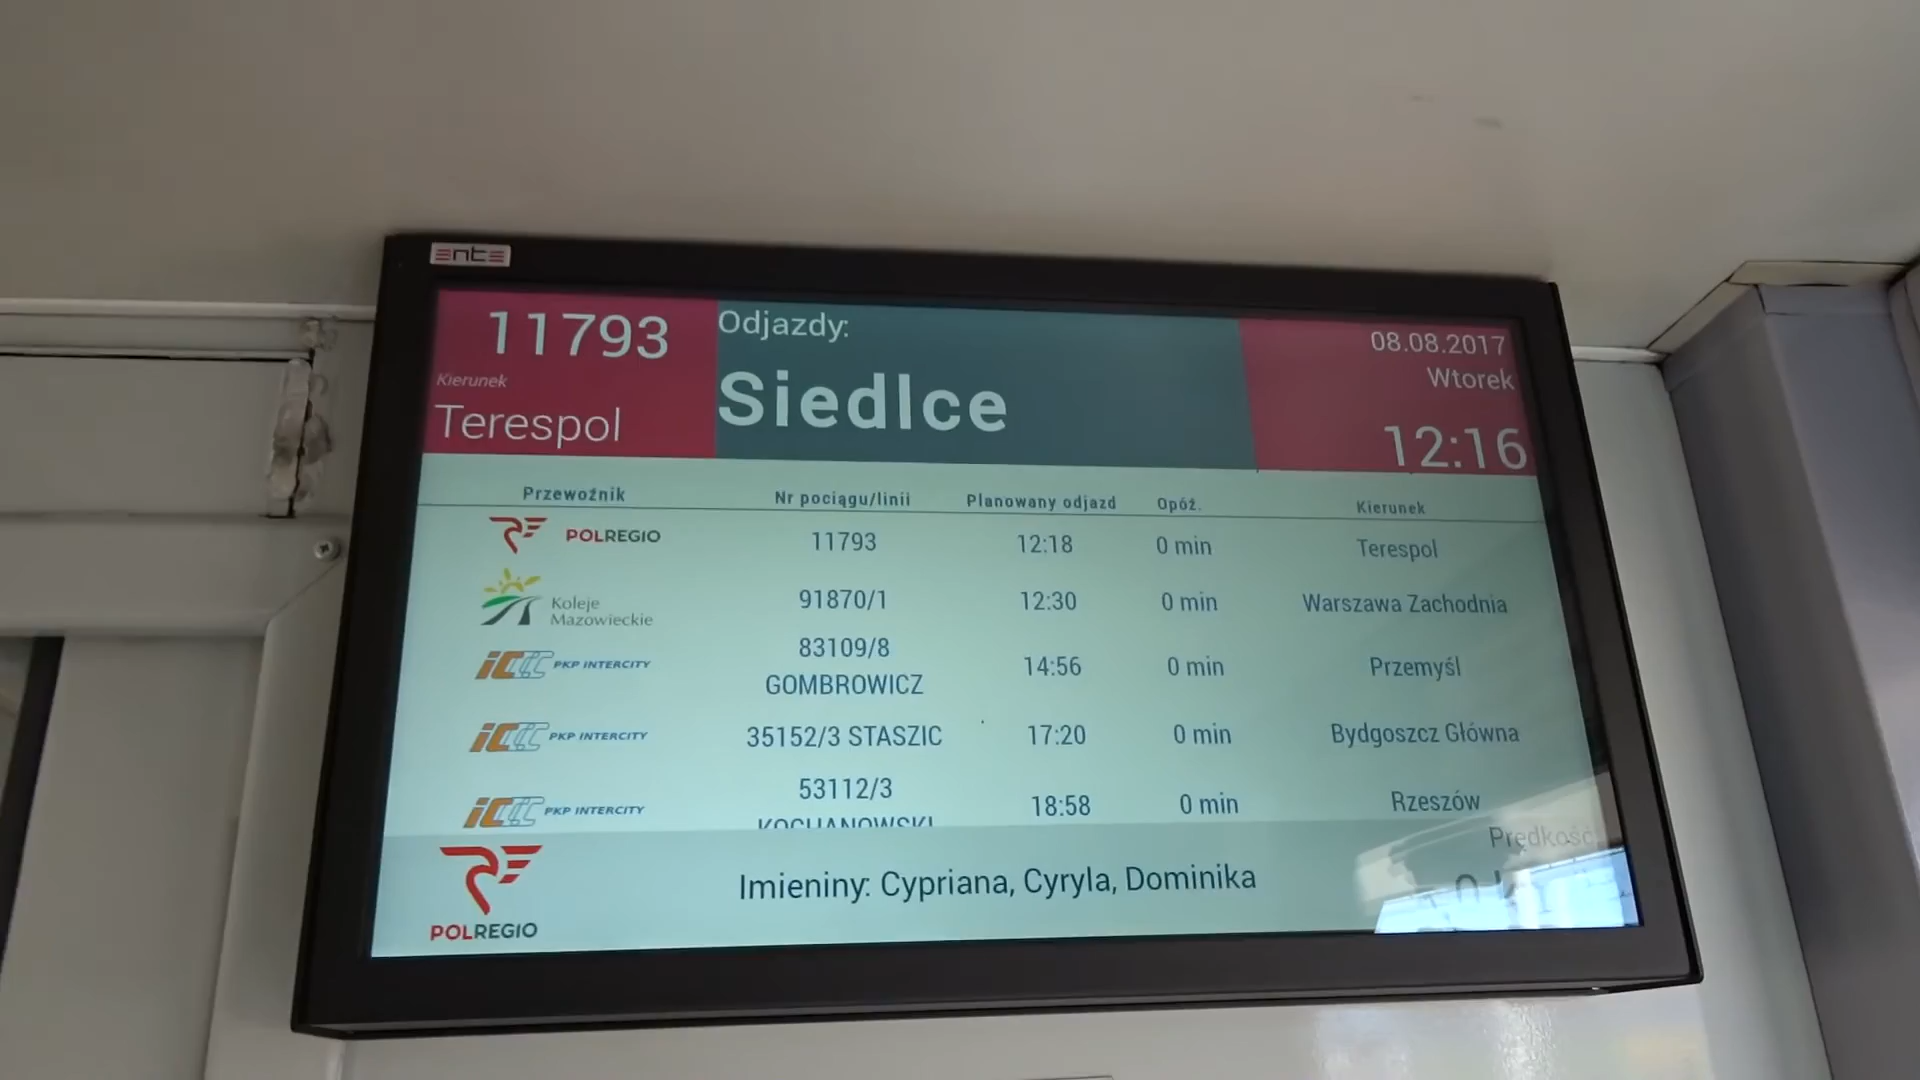 ente
11793
Kierunek
Terespol
Odjazdy:
Siedlce
08.08.2017
Wtorek
12:16
Przewoźnik Nr pociągu/linii Planowany odjazd Opóź. Kierunek
POLREGIO 11793 12:18 0 min Terespol
Koleje Mazowieckie 91870/1 12:30 0 min Warszawa Zachodnia
PKP INTERCITY 83109/8 GOMBROWICZ 14:56 0 min Przemyśl
PKP INTERCITY 35152/3 STASZIC 17:20 0 min Bydgoszcz Główna
PKP INTERCITY 53112/3 KOCHANOWSKI 18:58 0 min Rzeszów
POLREGIO
Imieniny: Cypriana, Cyryla, Dominika
Prędkość